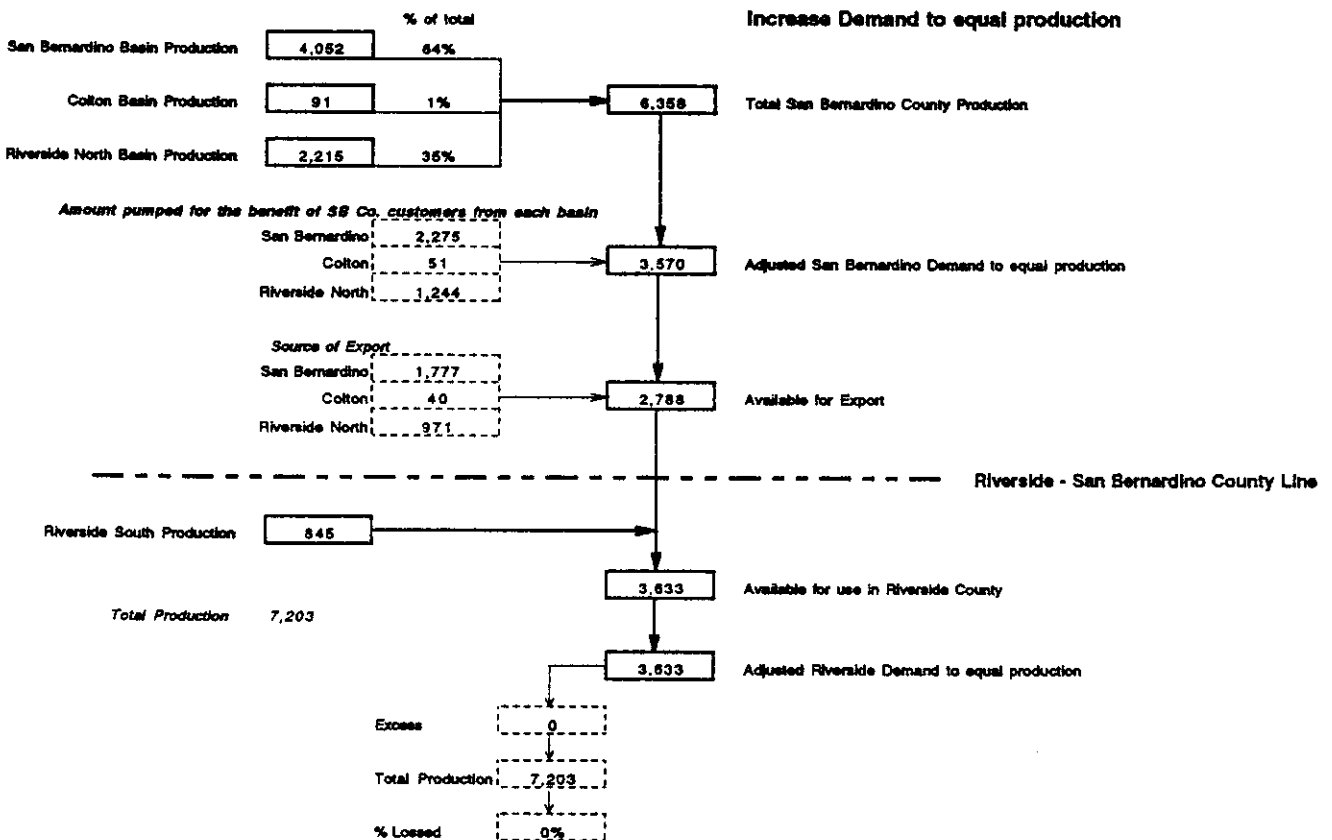 % of total
Increase Demand to equal production
San Bernardino Basin Production 4,052 64%
Colton Basin Production 91 1% 6,358 Total San Bernardino County Production
Riverside North Basin Production 2,215 35%
Amount pumped for the benefit of SB Co. customers from each basin
San Bernardino 2,275
Colton 51 3,570 Adjusted San Bernardino Demand to equal production
Riverside North 1,244
Source of Export
San Bernardino 1,777
Colton 40 2,788 Available for Export
Riverside North 971
Riverside - San Bernardino County Line
Riverside South Production 845
3,633 Available for use in Riverside County
Total Production 7,203
3,633 Adjusted Riverside Demand to equal production
Excess 0
Total Production 7,203
% Lossed 0%